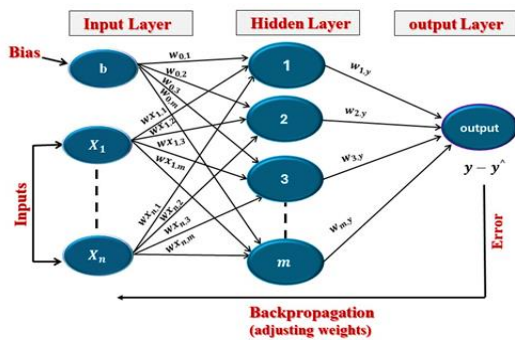 Input Layer
Hidden Layer
output Layer
Bias
b
X₁
Xₙ
Inputs
w₀,₁
w₀,₂
w₀,₃
w₀,ₘ
wx₁,₁
wx₁,₂
wx₁,₃
wx₁,ₘ
wxₙ,₁
wxₙ,₂
wxₙ,₃
wxₙ,ₘ
1
2
3
m
w₁,y
w₂,y
w₃,y
wₘ,y
output
y − y^
Error
Backpropagation
(adjusting weights)